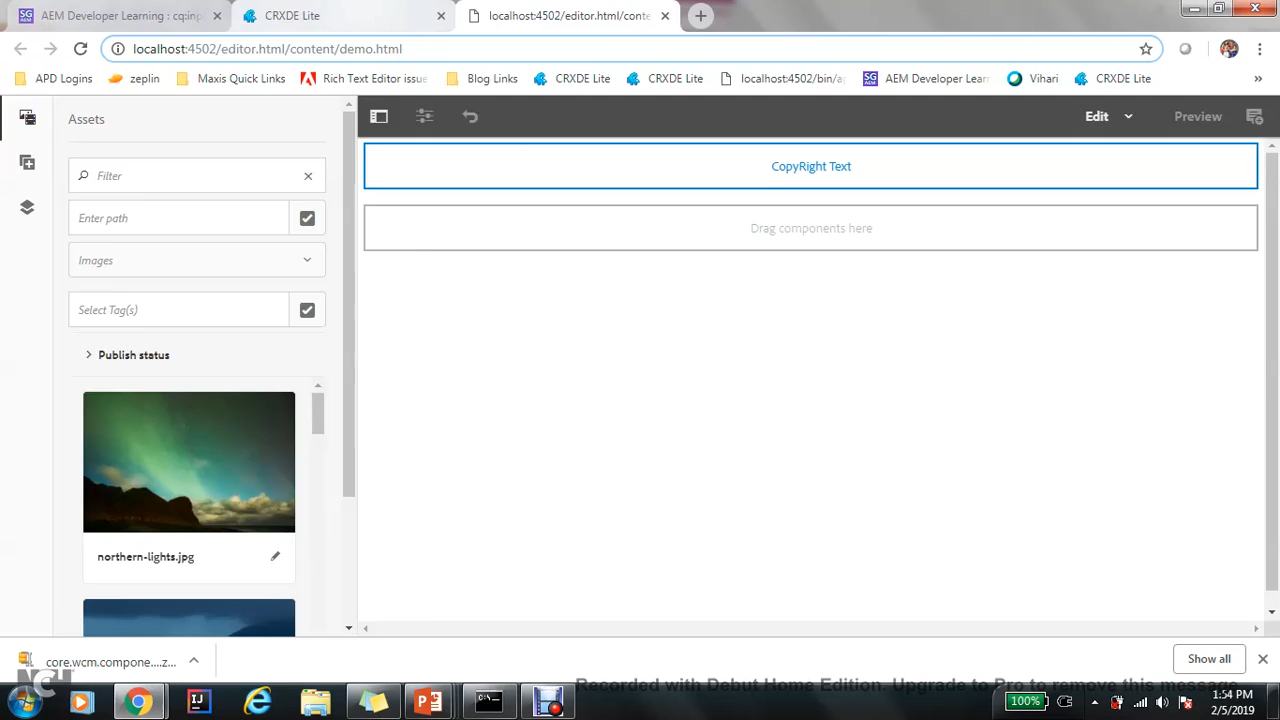 AEM Developer Learning : cq:inp
CRXDE Lite
localhost:4502/editor.html/conte
localhost:4502/editor.html/content/demo.html
APD Logins
zeplin
Maxis Quick Links
Rich Text Editor issue
Blog Links
CRXDE Lite
CRXDE Lite
localhost:4502/bin/a
AEM Developer Learn
Vihari
CRXDE Lite
»
Assets
Edit
Preview
Filter
Enter path
Images
Select Tag(s)
Publish status
northern-lights.jpg
CopyRight Text
Drag components here
core.wcm.compone....z...
Show all
NCH
Recorded with Debut Home Edition. Upgrade to Pro to remove this message
100%
1:54 PM
2/5/2019